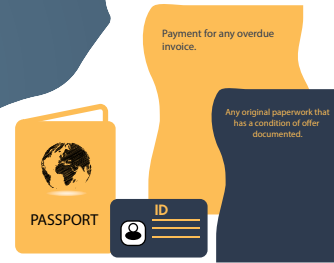 Payment for any overdue
invoice.
Any original paperwork that
has a condition of offer
documented.
PASSPORT
ID